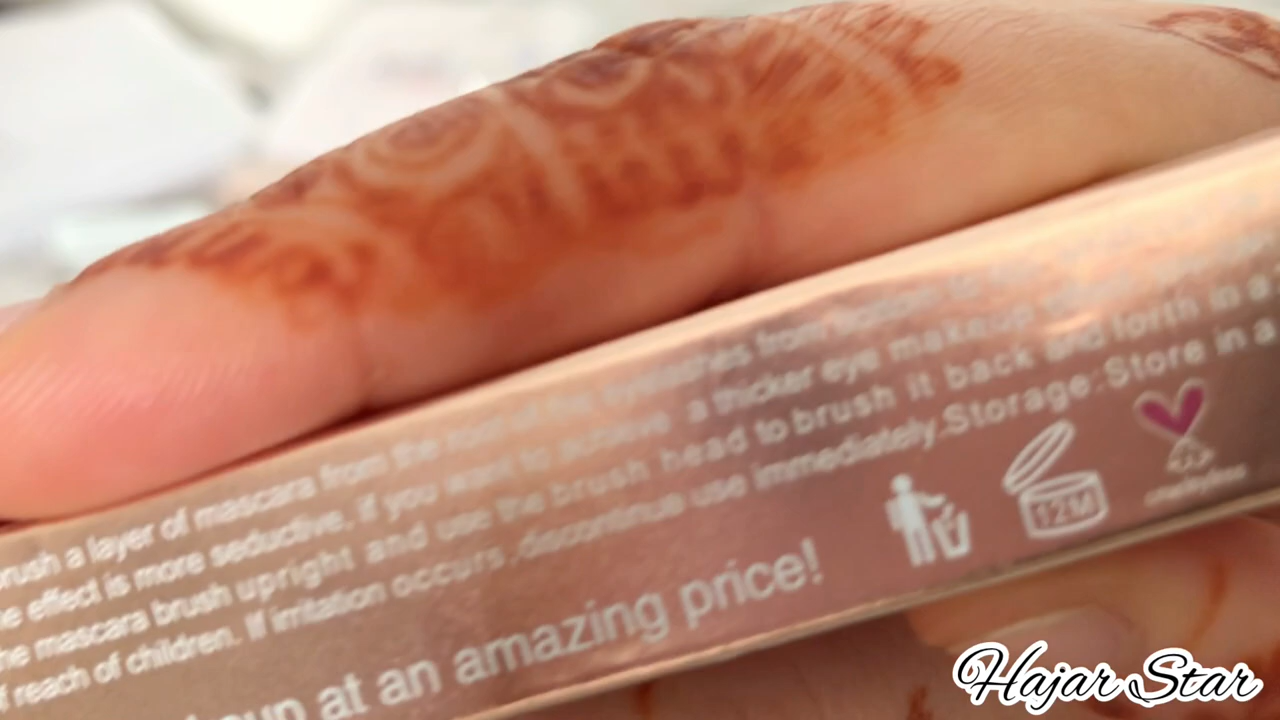 brush a layer of mascara from the root of the eyelashes from bottom to
the effect is more seductive. if you want to achieve a thicker eye makeup effect,
the mascara brush upright and use the brush head to brush it back and forth in a
of reach of children. If irritation occurs.discontinue use immediately.Storage:Store in a
up at an amazing price!
12M
Hajar Star